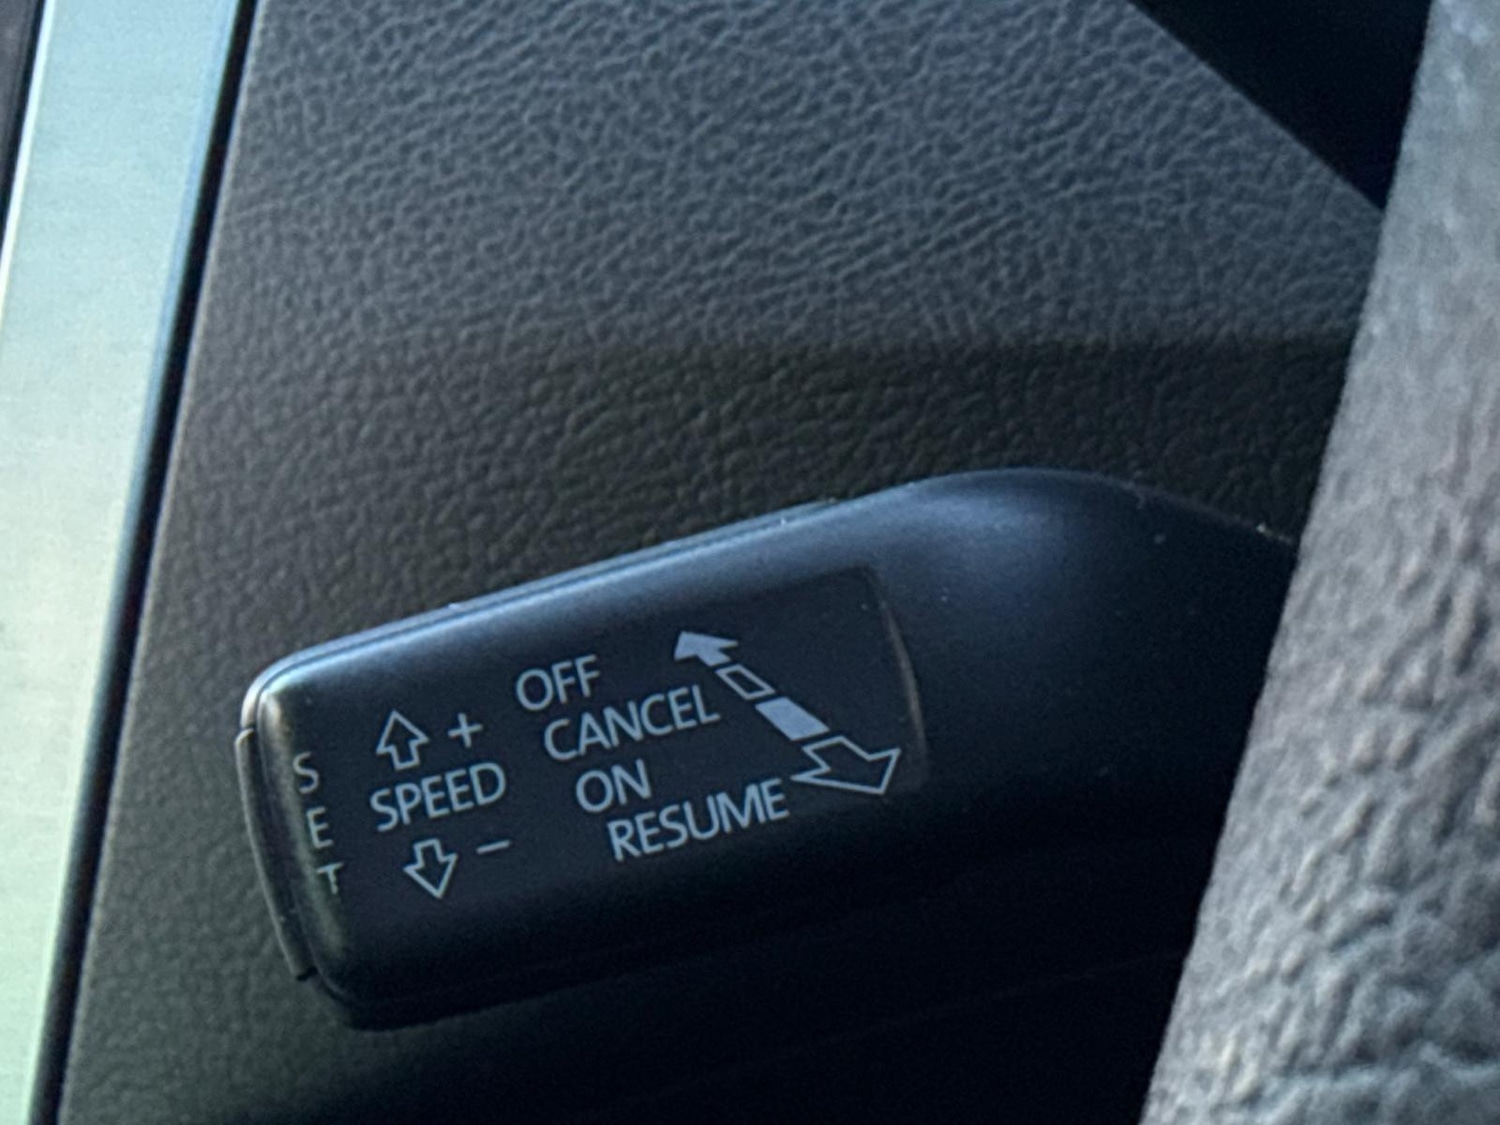 S
E
T
+
SPEED
−
OFF
CANCEL
ON
RESUME